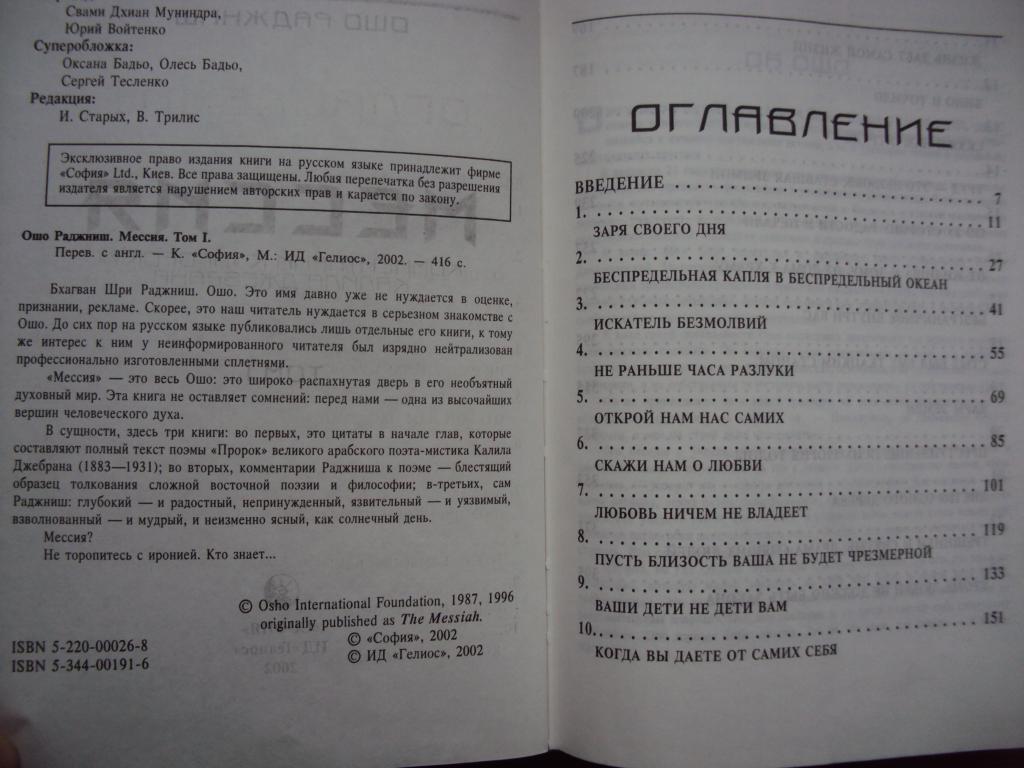 Свами Дхиан Муниндра,
Юрий Войтенко
Суперобложка:
Оксана Бадьо, Олесь Бадьо,
Сергей Тесленко
Редакция:
И. Старых, В. Трилис
Эксклюзивное право издания книги на русском языке принадлежит фирме
«София» Ltd., Киев. Все права защищены. Любая перепечатка без разрешения
издателя является нарушением авторских прав и карается по закону.
Ошо Раджниш. Мессия. Том I.
Перев. с англ. — К. «София», М.: ИД «Гелиос», 2002. — 416 с.
Бхагван Шри Раджниш. Ошо. Это имя давно уже не нуждается в оценке,
признании, рекламе. Скорее, это наш читатель нуждается в серьезном знакомстве с
Ошо. До сих пор на русском языке публиковались лишь отдельные его книги, к тому
же интерес к ним у неинформированного читателя был изрядно нейтрализован
профессионально изготовленными сплетнями.
«Мессия» — это весь Ошо: это широко распахнутая дверь в его необъятный
духовный мир. Эта книга не оставляет сомнений: перед нами — одна из высочайших
вершин человеческого духа.
В сущности, здесь три книги: во первых, это цитаты в начале глав, которые
составляют полный текст поэмы «Пророк» великого арабского поэта-мистика Калила
Джебрана (1883—1931); во вторых, комментарии Раджниша к поэме — блестящий
образец толкования сложной восточной поэзии и философии; в-третьих, сам
Раджниш: глубокий — и радостный, непринужденный, язвительный — и уязвимый,
взволнованный — и мудрый, и неизменно ясный, как солнечный день.
Мессия?
Не торопитесь с иронией. Кто знает...
© Osho International Foundation, 1987, 1996
originally published as The Messiah.
© «София», 2002
© ИД «Гелиос», 2002
ISBN 5-220-00026-8
ISBN 5-344-00191-6
ОГЛАВЛЕНИЕ
ВВЕДЕНИЕ . . . . . . . . . . . . . . . . . . . . . . . . . . . . . 7
1. . . . . . . . . . . . . . . . . . . . . . . . . . . . . . . . . . . 11
ЗАРЯ СВОЕГО ДНЯ
2. . . . . . . . . . . . . . . . . . . . . . . . . . . . . . . . . . . 27
БЕСПРЕДЕЛЬНАЯ КАПЛЯ В БЕСПРЕДЕЛЬНЫЙ ОКЕАН
3. . . . . . . . . . . . . . . . . . . . . . . . . . . . . . . . . . . 41
ИСКАТЕЛЬ БЕЗМОЛВИЙ
4. . . . . . . . . . . . . . . . . . . . . . . . . . . . . . . . . . . 55
НЕ РАНЬШЕ ЧАСА РАЗЛУКИ
5. . . . . . . . . . . . . . . . . . . . . . . . . . . . . . . . . . . 69
ОТКРОЙ НАМ НАС САМИХ
6. . . . . . . . . . . . . . . . . . . . . . . . . . . . . . . . . . . 85
СКАЖИ НАМ О ЛЮБВИ
7. . . . . . . . . . . . . . . . . . . . . . . . . . . . . . . . . . . 101
ЛЮБОВЬ НИЧЕМ НЕ ВЛАДЕЕТ
8. . . . . . . . . . . . . . . . . . . . . . . . . . . . . . . . . . . 119
ПУСТЬ БЛИЗОСТЬ ВАША НЕ БУДЕТ ЧРЕЗМЕРНОЙ
9. . . . . . . . . . . . . . . . . . . . . . . . . . . . . . . . . . . 133
ВАШИ ДЕТИ НЕ ДЕТИ ВАМ
10. . . . . . . . . . . . . . . . . . . . . . . . . . . . . . . . . . 151
КОГДА ВЫ ДАЕТЕ ОТ САМИХ СЕБЯ